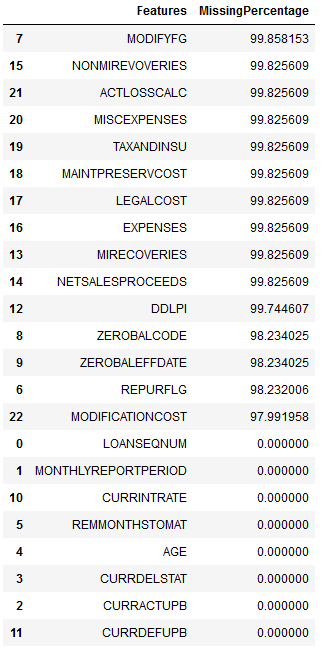 Features MissingPercentage
7 MODIFYFG 99.858153
15 NONMIREVOVERIES 99.825609
21 ACTLOSSCALC 99.825609
20 MISCEXPENSES 99.825609
19 TAXANDINSU 99.825609
18 MAINTPRESERVCOST 99.825609
17 LEGALCOST 99.825609
16 EXPENSES 99.825609
13 MIRECOVERIES 99.825609
14 NETSALESPROCEEDS 99.825609
12 DDLPI 99.744607
8 ZEROBALCODE 98.234025
9 ZEROBALEFFDATE 98.234025
6 REPURFLG 98.232006
22 MODIFICATIONCOST 97.991958
0 LOANSEQNUM 0.000000
1 MONTHLYREPORTPERIOD 0.000000
10 CURRINTRATE 0.000000
5 REMMONTHSTOMAT 0.000000
4 AGE 0.000000
3 CURRDELSTAT 0.000000
2 CURRACTUPB 0.000000
11 CURRDEFUPB 0.000000